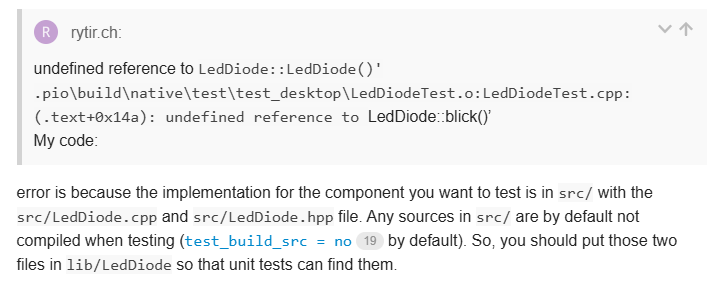 R rytir.ch:
undefined reference to LedDiode::LedDiode()'
.pio\build\native\test\test_desktop\LedDiodeTest.o:LedDiodeTest.cpp:
(.text+0x14a): undefined reference to LedDiode::blick()’
My code:
error is because the implementation for the component you want to test is in src/ with the
src/LedDiode.cpp and src/LedDiode.hpp file. Any sources in src/ are by default not
compiled when testing (test_build_src = no 19 by default). So, you should put those two
files in lib/LedDiode so that unit tests can find them.